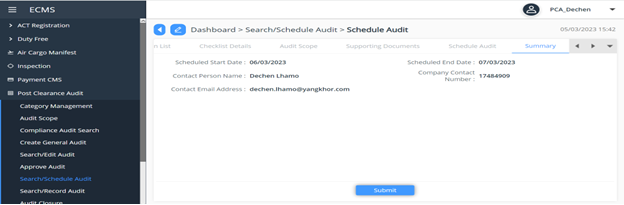 ECMS
PCA_Dechen
ACT Registration
Duty Free
Air Cargo Manifest
Inspection
Payment CMS
Post Clearance Audit
Category Management
Audit Scope
Compliance Audit Search
Create General Audit
Search/Edit Audit
Approve Audit
Search/Schedule Audit
Search/Record Audit
Audit Closure
Dashboard > Search/Schedule Audit > Schedule Audit
05/03/2023 15:42
n List Checklist Details Audit Scope Supporting Documents Schedule Audit Summary
Scheduled Start Date : 06/03/2023 Scheduled End Date : 07/03/2023
Contact Person Name : Dechen Lhamo Company Contact Number : 17484909
Contact Email Address : dechen.lhamo@yangkhor.com
Submit